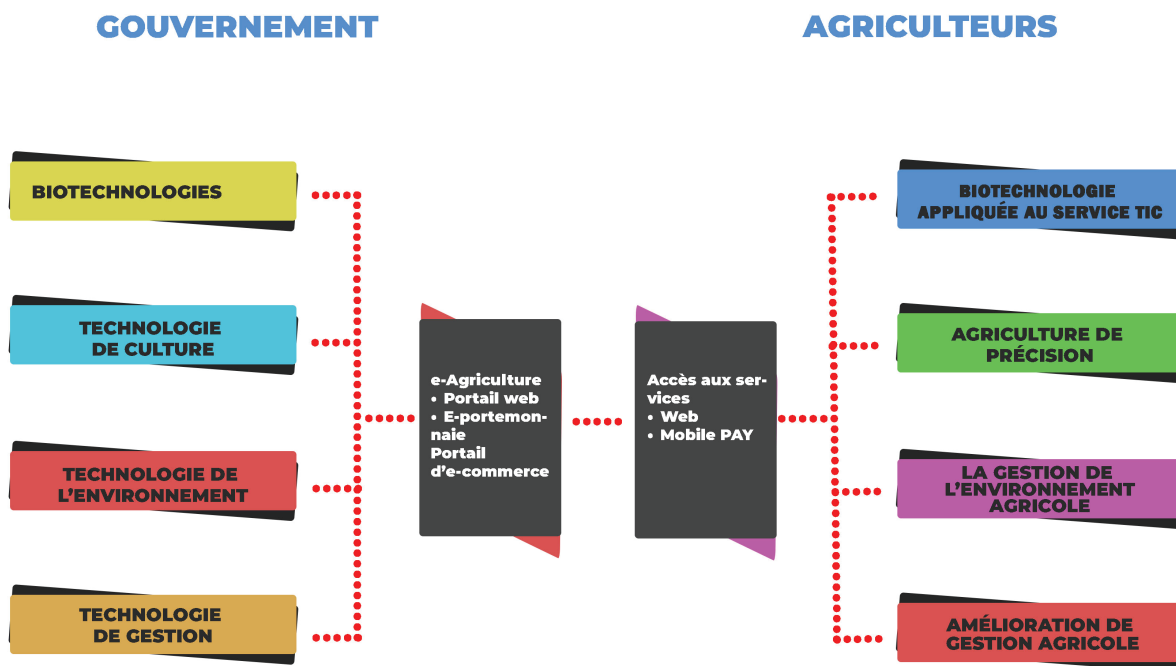 GOUVERNEMENT
AGRICULTEURS
BIOTECHNOLOGIES
TECHNOLOGIE
DE CULTURE
TECHNOLOGIE DE
L'ENVIRONNEMENT
TECHNOLOGIE
DE GESTION
e-Agriculture
• Portail web
• E-portemon-
naie
Portail
d'e-commerce
Accès aux ser-
vices
• Web
• Mobile PAY
BIOTECHNOLOGIE
APPLIQUÉE AU SERVICE TIC
AGRICULTURE DE
PRÉCISION
LA GESTION DE
L'ENVIRONNEMENT
AGRICOLE
AMÉLIORATION DE
GESTION AGRICOLE